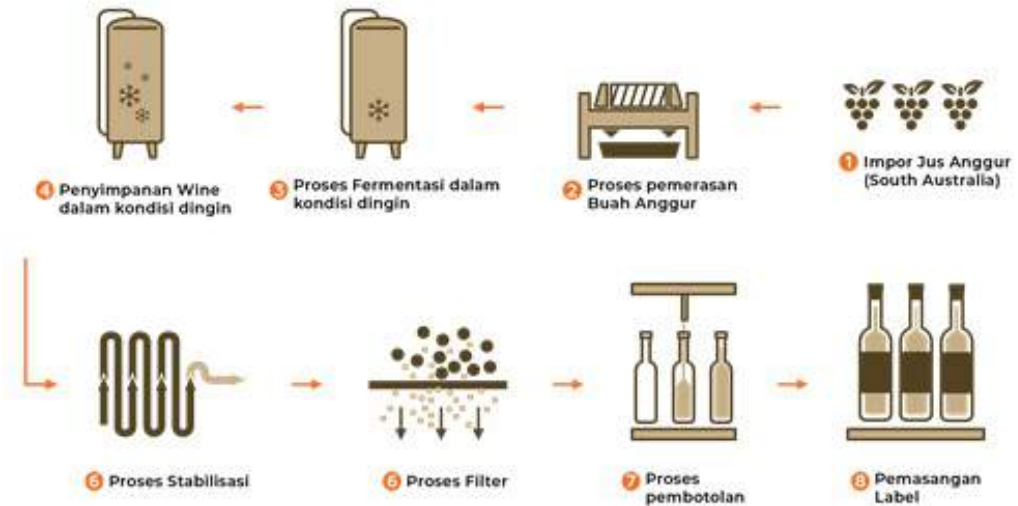 1 Impor Jus Anggur
(South Australia)
2 Proses pemerasan
Buah Anggur
3 Proses Fermentasi dalam
kondisi dingin
4 Penyimpanan Wine
dalam kondisi dingin
5 Proses Stabilisasi
6 Proses Filter
7 Proses
pembotolan
8 Pemasangan
Label